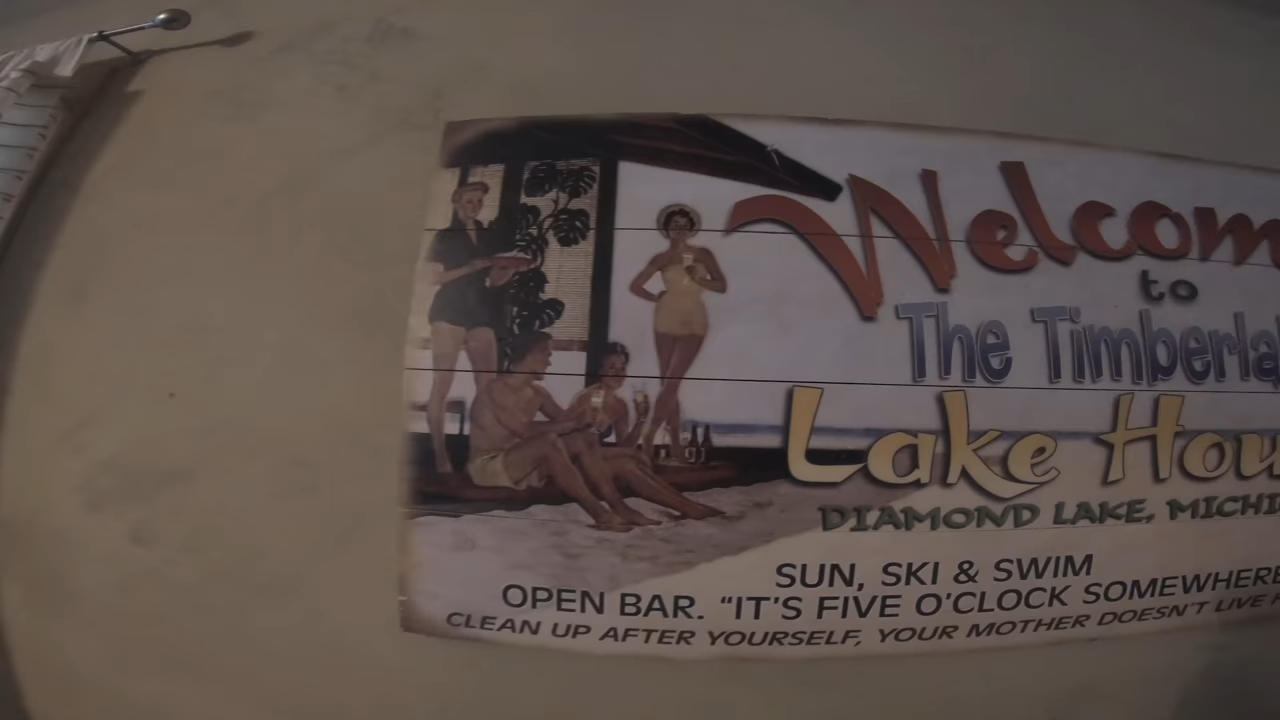 Welcom
to
The Timberla
Lake Hou
DIAMOND LAKE, MICHI
SUN, SKI & SWIM
OPEN BAR. "IT'S FIVE O'CLOCK SOMEWHERE
CLEAN UP AFTER YOURSELF, YOUR MOTHER DOESN'T LIVE